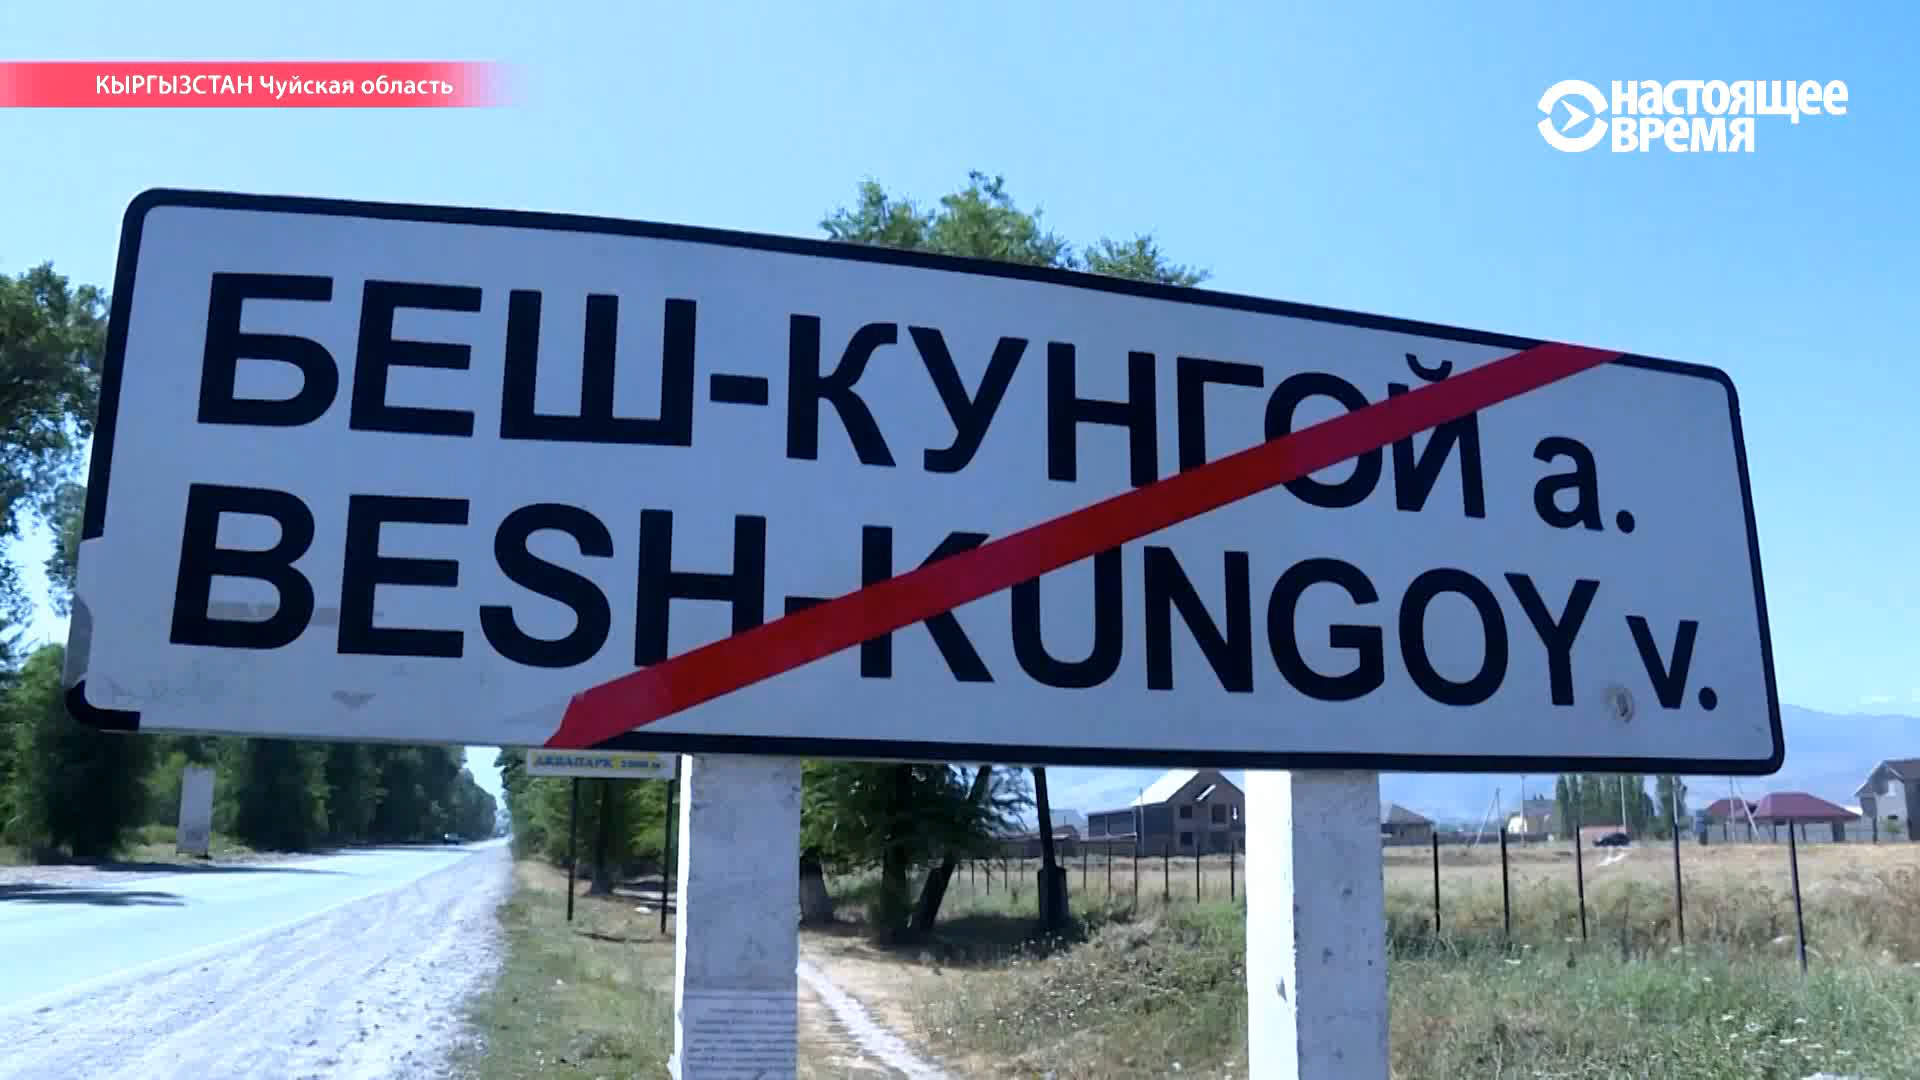 КЫРГЫЗСТАН Чуйская область
НАСТОЯЩЕЕ
ВРЕМЯ
БЕШ-КУНГОЙ а.
BESH-KUNGOY v.
АКВАПАРК